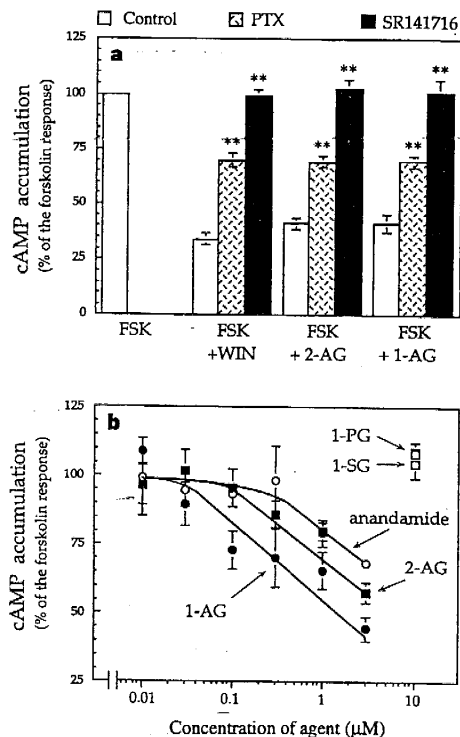 Control PTX SR141716
a
cAMP accumulation
(% of the forskolin response)
125
100
75
50
25
0
** ** ** ** ** **
FSK FSK FSK FSK
+WIN + 2-AG + 1-AG
b
cAMP accumulation
(% of the forskolin response)
125
100
75
50
25
1-PG
1-SG
anandamide
2-AG
1-AG
0.01 0.1 1 10
Concentration of agent (μM)